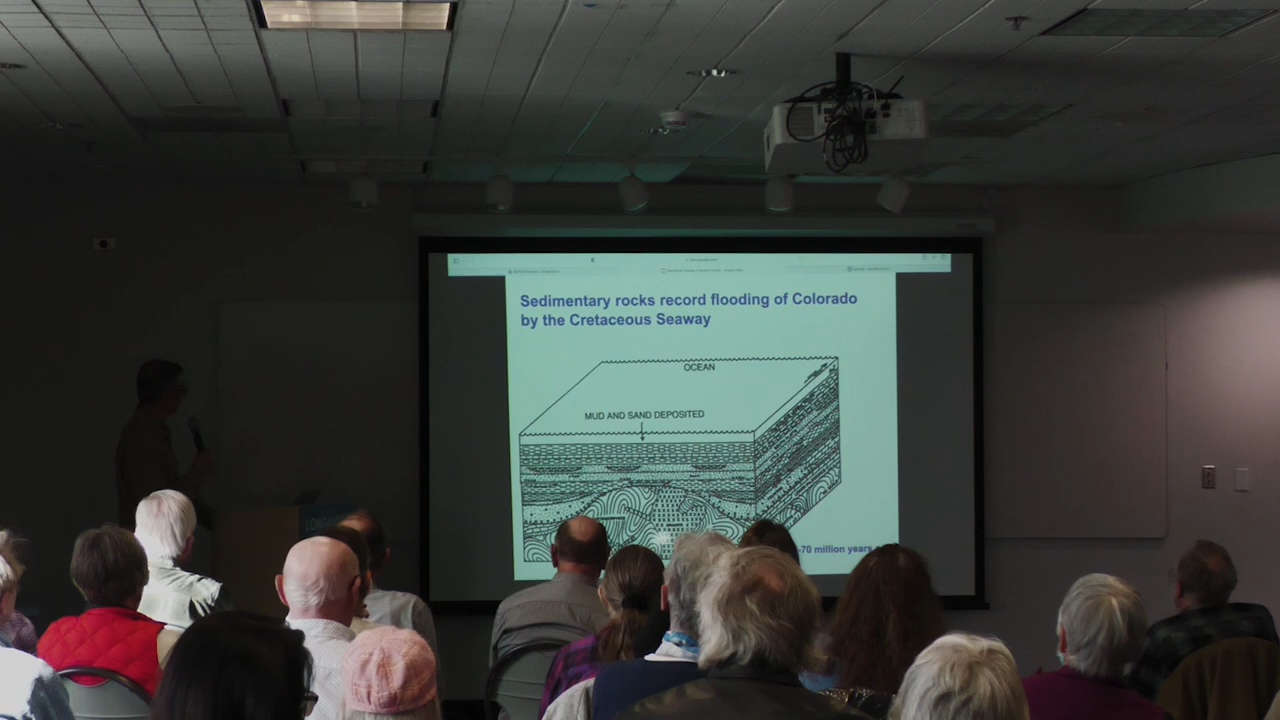 Sedimentary rocks record flooding of Colorado
by the Cretaceous Seaway
OCEAN
MUD AND SAND DEPOSITED
-70 million years